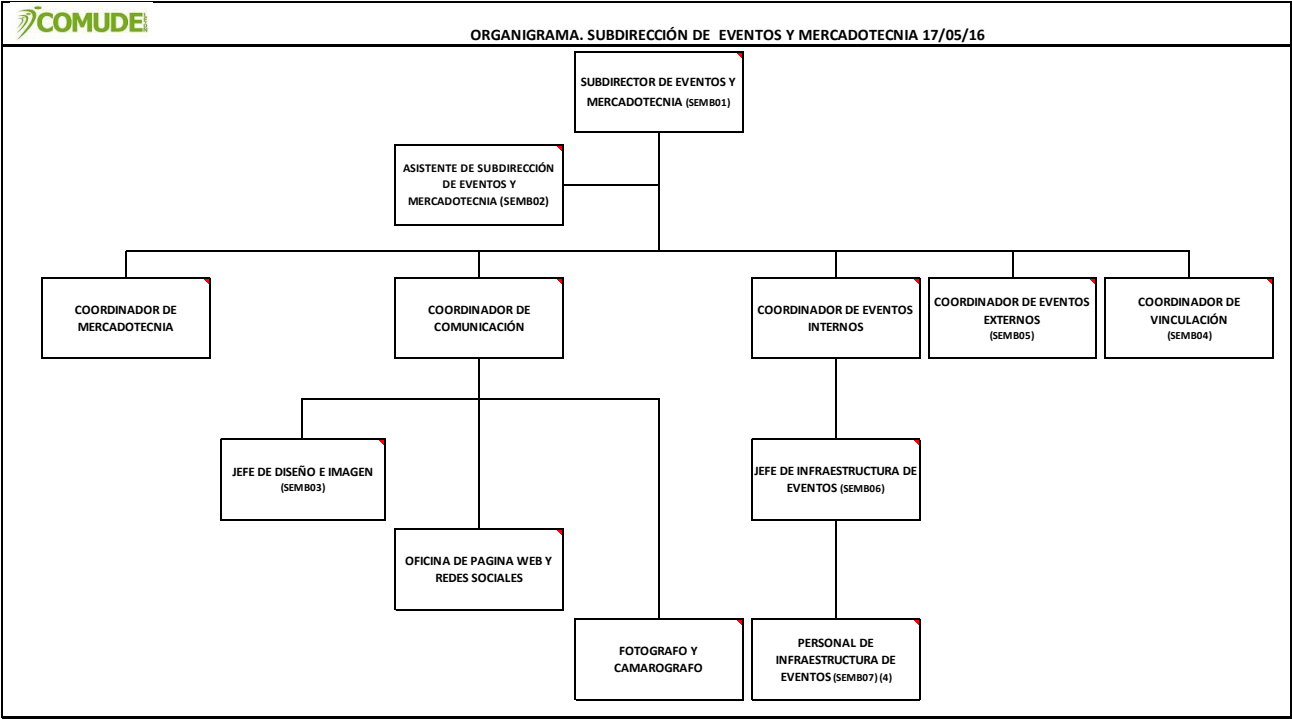 COMUDE
ORGANIGRAMA. SUBDIRECCIÓN DE EVENTOS Y MERCADOTECNIA 17/05/16
SUBDIRECTOR DE EVENTOS Y
MERCADOTECNIA (SEMB01)
ASISTENTE DE SUBDIRECCIÓN
DE EVENTOS Y
MERCADOTECNIA (SEMB02)
COORDINADOR DE
MERCADOTECNIA
COORDINADOR DE
COMUNICACIÓN
COORDINADOR DE EVENTOS
INTERNOS
COORDINADOR DE EVENTOS
EXTERNOS
(SEMB05)
COORDINADOR DE
VINCULACIÓN
(SEMB04)
JEFE DE DISEÑO E IMAGEN
(SEMB03)
JEFE DE INFRAESTRUCTURA DE
EVENTOS (SEMB06)
OFICINA DE PAGINA WEB Y
REDES SOCIALES
FOTOGRAFO Y
CAMAROGRAFO
PERSONAL DE
INFRAESTRUCTURA DE
EVENTOS (SEMB07) (4)